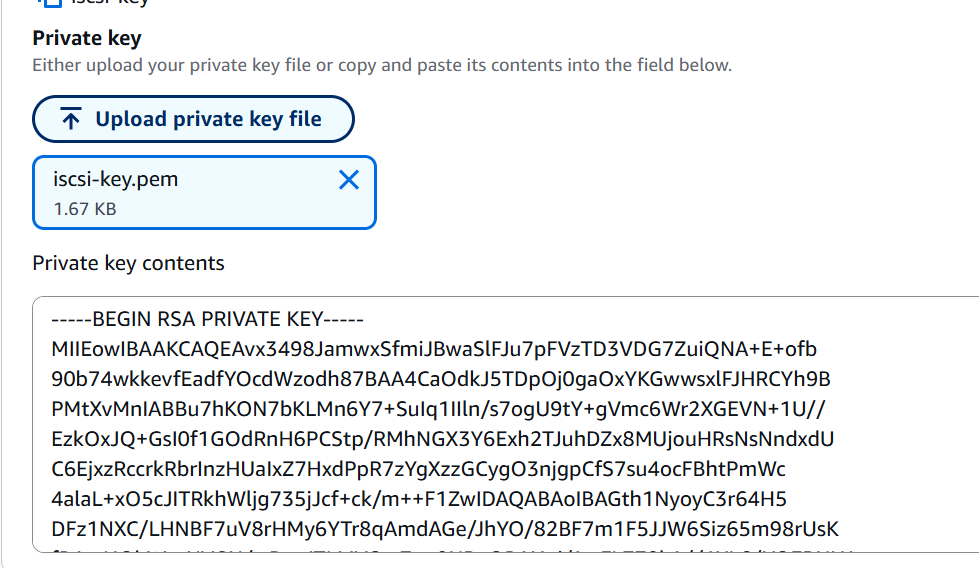 iscsi-key
Private key
Either upload your private key file or copy and paste its contents into the field below.
Upload private key file
iscsi-key.pem
1.67 KB
Private key contents
-----BEGIN RSA PRIVATE KEY-----
MIIEowIBAAKCAQEAvx3498JamwxSfmiJBwaSlFJu7pFVzTD3VDG7ZuiQNA+E+ofb
90b74wkkevfEadfYOcdWzodh87BAA4CaOdkJ5TDpOj0gaOxYKGwwsxlFJHRCYh9B
PMtXvMnIABBu7hKON7bKLMn6Y7+SuIq1IIln/s7ogU9tY+gVmc6Wr2XGEVN+1U//
EzkOxJQ+GsI0f1GOdRnH6PCStp/RMhNGX3Y6Exh2TJuhDZx8MUjouHRsNsNndxdU
C6EjxzRccrkRbrInzHUaIxZ7HxdPpR7zYgXzzGCygO3njgpCfS7su4ocFBhtPmWc
4alaL+xO5cJITRkhWljg735jJcf+ck/m++F1ZwIDAQABAoIBAGth1NyoyC3r64H5
DFz1NXC/LHNBF7uV8rHMy6YTr8qAmdAGe/JhYO/82BF7m1F5JJW6Siz65m98rUsK